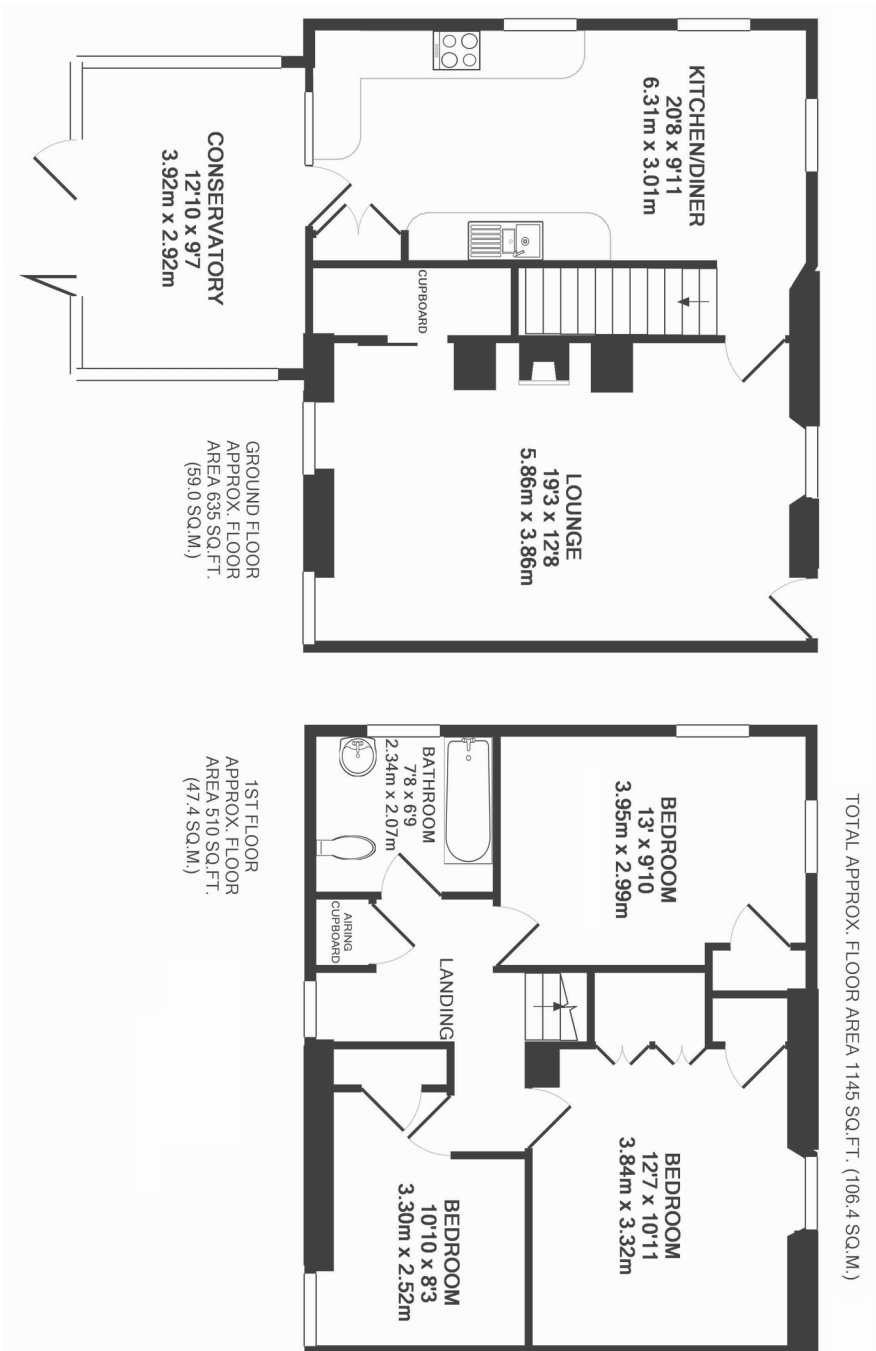 KITCHEN/DINER
20'8 x 9'11
6.31m x 3.01m
CONSERVATORY
12'10 x 9'7
3.92m x 2.92m
CUPBOARD
LOUNGE
19'3 x 12'8
5.86m x 3.86m
GROUND FLOOR
APPROX. FLOOR
AREA 635 SQ.FT.
(59.0 SQ.M.)
BATHROOM
7'8 x 6'9
2.34m x 2.07m
BEDROOM
13' x 9'10
3.95m x 2.99m
AIRING
CUPBOARD
LANDING
BEDROOM
12'7 x 10'11
3.84m x 3.32m
BEDROOM
10'10 x 8'3
3.30m x 2.52m
1ST FLOOR
APPROX. FLOOR
AREA 510 SQ.FT.
(47.4 SQ.M.)
TOTAL APPROX. FLOOR AREA 1145 SQ.FT. (106.4 SQ.M.)